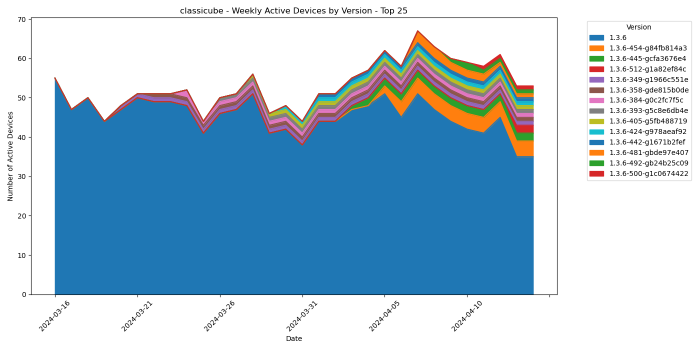 classicube - Weekly Active Devices by Version - Top 25
Number of Active Devices
70
60
50
40
30
20
10
0
2024-03-16
2024-03-21
2024-03-26
2024-03-31
2024-04-05
2024-04-10
Date
Version
1.3.6
1.3.6-454-g84fb814a3
1.3.6-445-gcfa3676e4
1.3.6-512-g1a82ef84c
1.3.6-349-g1966c551e
1.3.6-358-gde815b0de
1.3.6-384-g0c2fc7f5c
1.3.6-393-g5c8e6db4e
1.3.6-405-g5fb488719
1.3.6-424-g978aeaf92
1.3.6-442-g1671b2fef
1.3.6-481-gbde97e407
1.3.6-492-gb24b25c09
1.3.6-500-g1c0674422